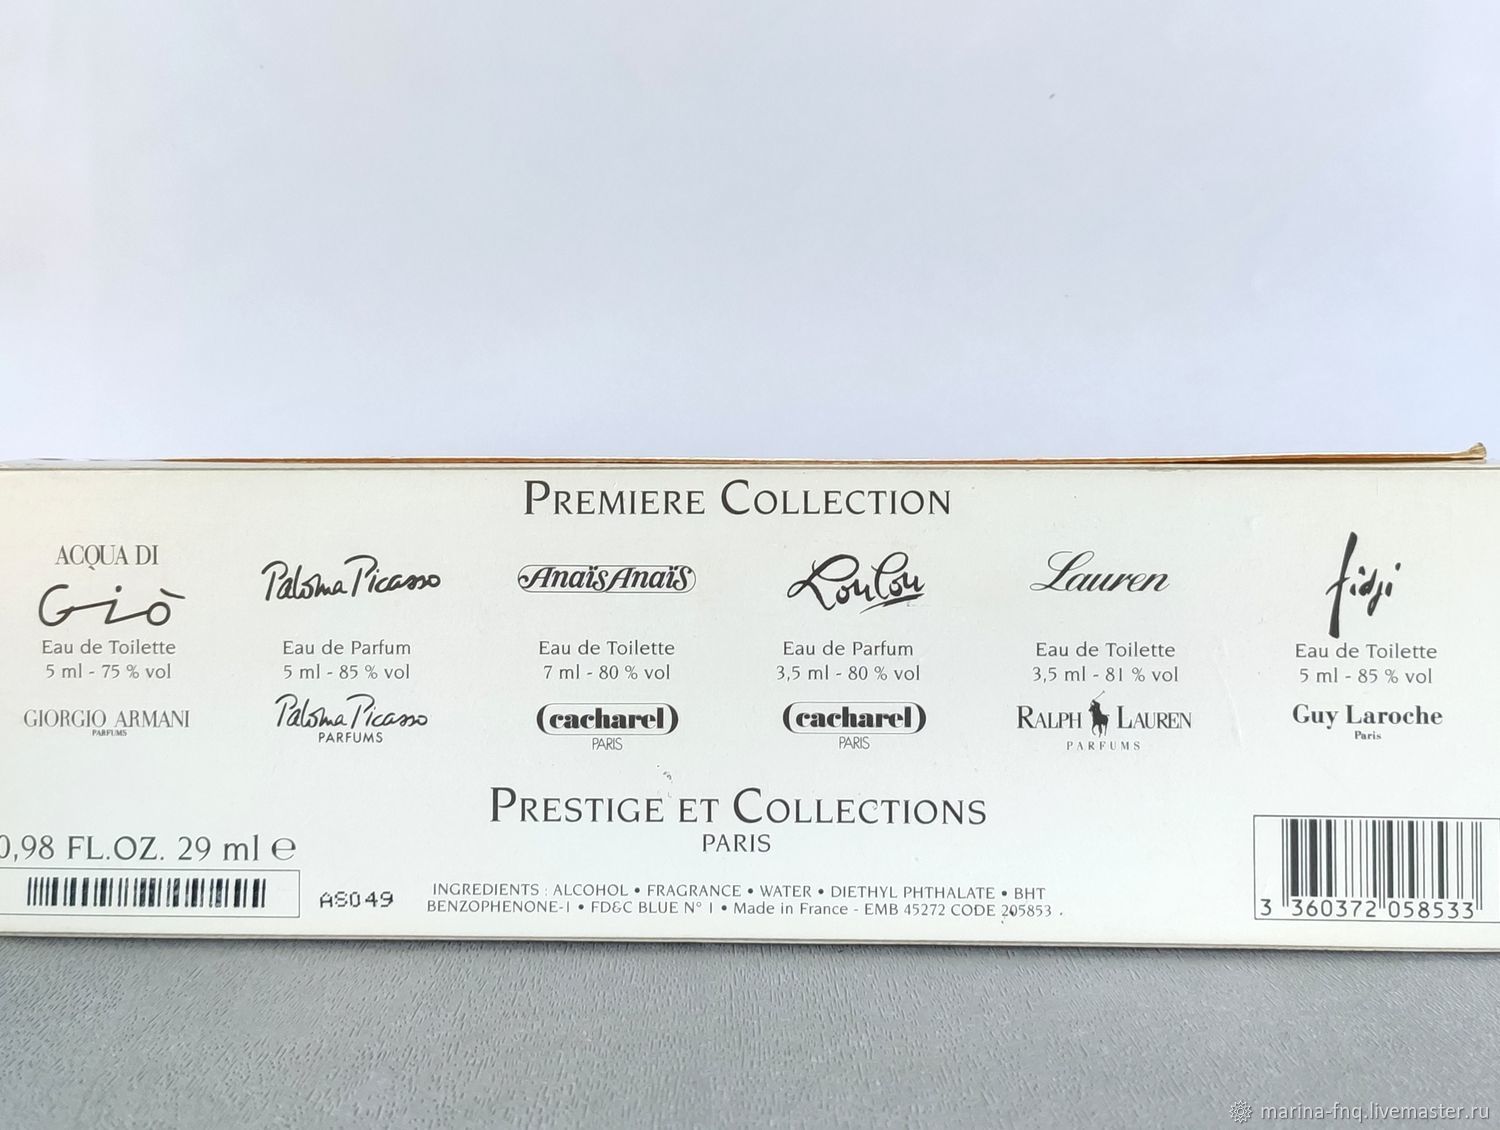 PREMIERE COLLECTION
ACQUA DI
Giò
Eau de Toilette
5 ml - 75 % vol
GIORGIO ARMANI
PARFUMS
Paloma Picasso
Eau de Parfum
5 ml - 85 % vol
Paloma Picasso
PARFUMS
Anaïs Anaïs
Eau de Toilette
7 ml - 80 % vol
cacharel
PARIS
LouLou
Eau de Parfum
3,5 ml - 80 % vol
cacharel
PARIS
Lauren
Eau de Toilette
3,5 ml - 81 % vol
RALPH LAUREN
PARFUMS
fidji
Eau de Toilette
5 ml - 85 % vol
Guy Laroche
Paris
PRESTIGE ET COLLECTIONS
PARIS
0,98 FL.OZ. 29 ml ℮
AS049
INGREDIENTS : ALCOHOL • FRAGRANCE • WATER • DIETHYL PHTHALATE • BHT
BENZOPHENONE-1 • FD&C BLUE N° 1 • Made in France - EMB 45272 CODE 205853 .
3 360372 058533
marina-fnq.livemaster.ru